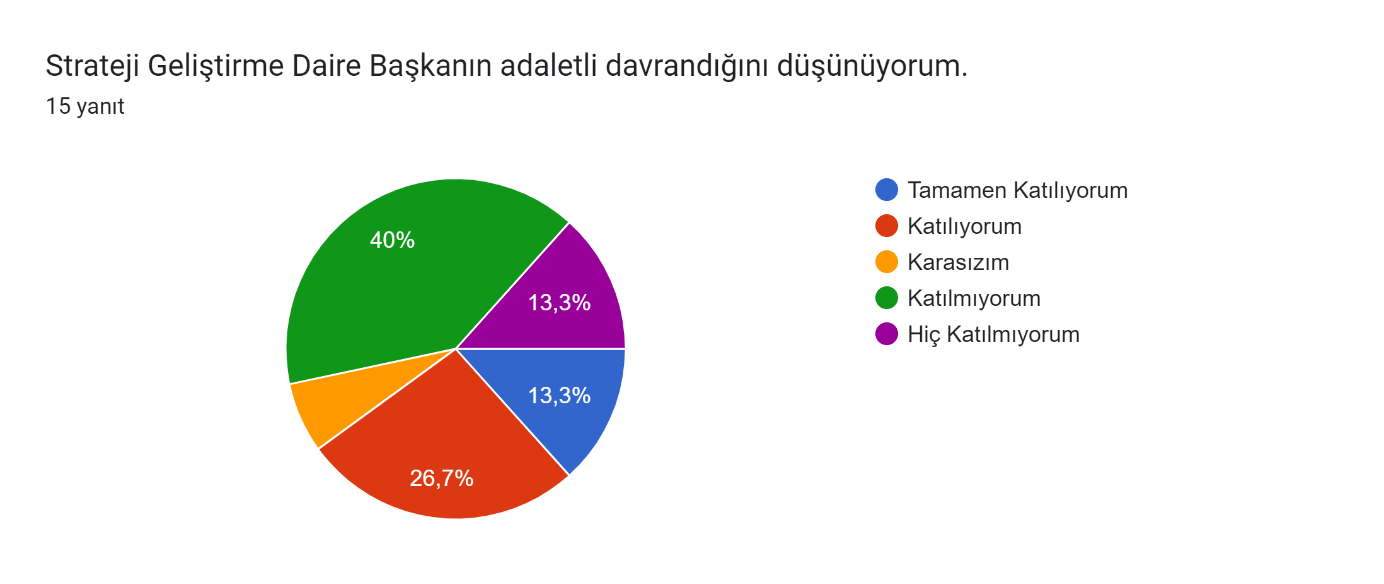 Strateji Geliştirme Daire Başkanın adaletli davrandığını düşünüyorum.
15 yanıt
40%
13,3%
13,3%
26,7%
Tamamen Katılıyorum
Katılıyorum
Karasızım
Katılmıyorum
Hiç Katılmıyorum